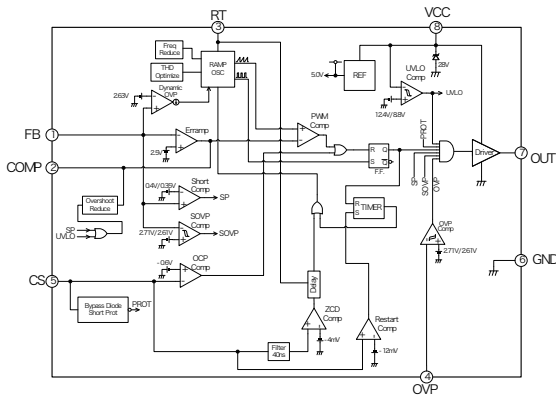 RT
3
VCC
8
Freq
Reduce
THD
Optimize
RAMP
OSC
5.0V
REF
28V
UVLO
Comp
UVLO
12.4V/8.8V
Dynamic
OVP
2.63V
PWM
Comp
FB
1
Erramp
2.5V
COMP
2
R
Q
S
Q
F.F.
PROT
SP
SOVP
OVP
Driver
7
OUT
Short
Comp
0.4V/0.35V
SP
Overshoot
Reduce
SP
UVLO
SOVP
Comp
2.71V/2.61V
SOVP
R
S
TIMER
OVP
Comp
2.71V/2.61V
OCP
Comp
- 0.6V
6
GND
CS
5
Bypass Diode
Short Prot
PROT
Delay
ZCD
Comp
- 4mV
Restart
Comp
- 12mV
Filter
40ns
4
OVP